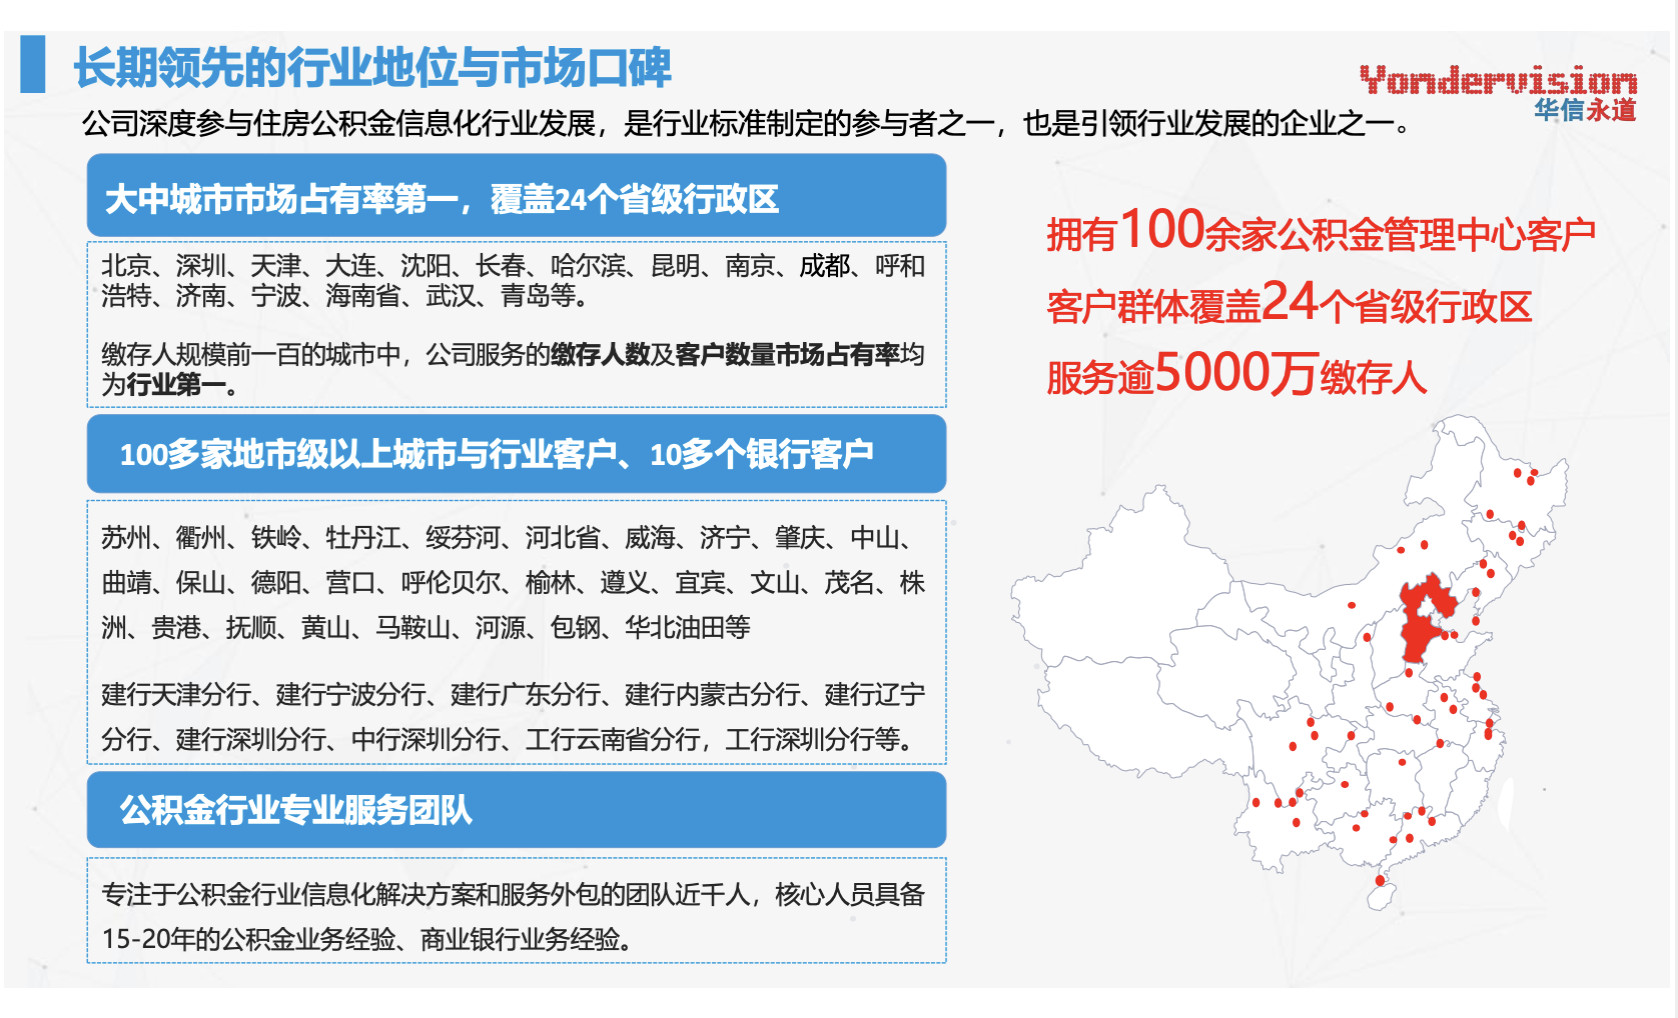 长期领先的行业地位与市场口碑
Yondervision
华信永道
公司深度参与住房公积金信息化行业发展，是行业标准制定的参与者之一，也是引领行业发展的企业之一。
大中城市市场占有率第一，覆盖24个省级行政区
北京、深圳、天津、大连、沈阳、长春、哈尔滨、昆明、南京、成都、呼和
浩特、济南、宁波、海南省、武汉、青岛等。
缴存人规模前一百的城市中，公司服务的缴存人数及客户数量市场占有率均
为行业第一。
100多家地市级以上城市与行业客户、10多个银行客户
苏州、衢州、铁岭、牡丹江、绥芬河、河北省、威海、济宁、肇庆、中山、
曲靖、保山、德阳、营口、呼伦贝尔、榆林、遵义、宜宾、文山、茂名、株
洲、贵港、抚顺、黄山、马鞍山、河源、包钢、华北油田等
建行天津分行、建行宁波分行、建行广东分行、建行内蒙古分行、建行辽宁
分行、建行深圳分行、中行深圳分行、工行云南省分行，工行深圳分行等。
公积金行业专业服务团队
专注于公积金行业信息化解决方案和服务外包的团队近千人，核心人员具备
15-20年的公积金业务经验、商业银行业务经验。
拥有100余家公积金管理中心客户
客户群体覆盖24个省级行政区
服务逾5000万缴存人